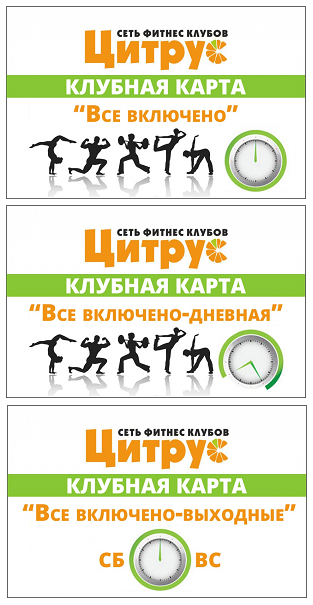 СЕТЬ ФИТНЕС КЛУБОВ
Цитрус
КЛУБНАЯ КАРТА
“Все включено”
СЕТЬ ФИТНЕС КЛУБОВ
Цитрус
КЛУБНАЯ КАРТА
“Все включено-дневная”
СЕТЬ ФИТНЕС КЛУБОВ
Цитрус
КЛУБНАЯ КАРТА
“Все включено-выходные”
СБ ВС